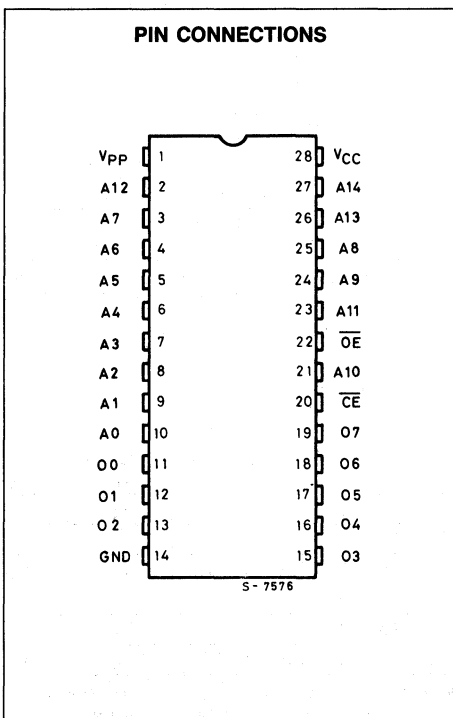 PIN CONNECTIONS
VPP 1 28 VCC
A12 2 27 A14
A7 3 26 A13
A6 4 25 A8
A5 5 24 A9
A4 6 23 A11
A3 7 22 O̅E̅
A2 8 21 A10
A1 9 20 C̅E̅
A0 10 19 O7
O0 11 18 O6
O1 12 17 O5
O2 13 16 O4
GND 14 15 O3
S-7576